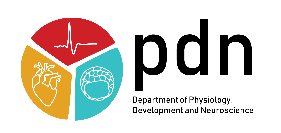 pdn
Department of Physiology,
Development and Neuroscience